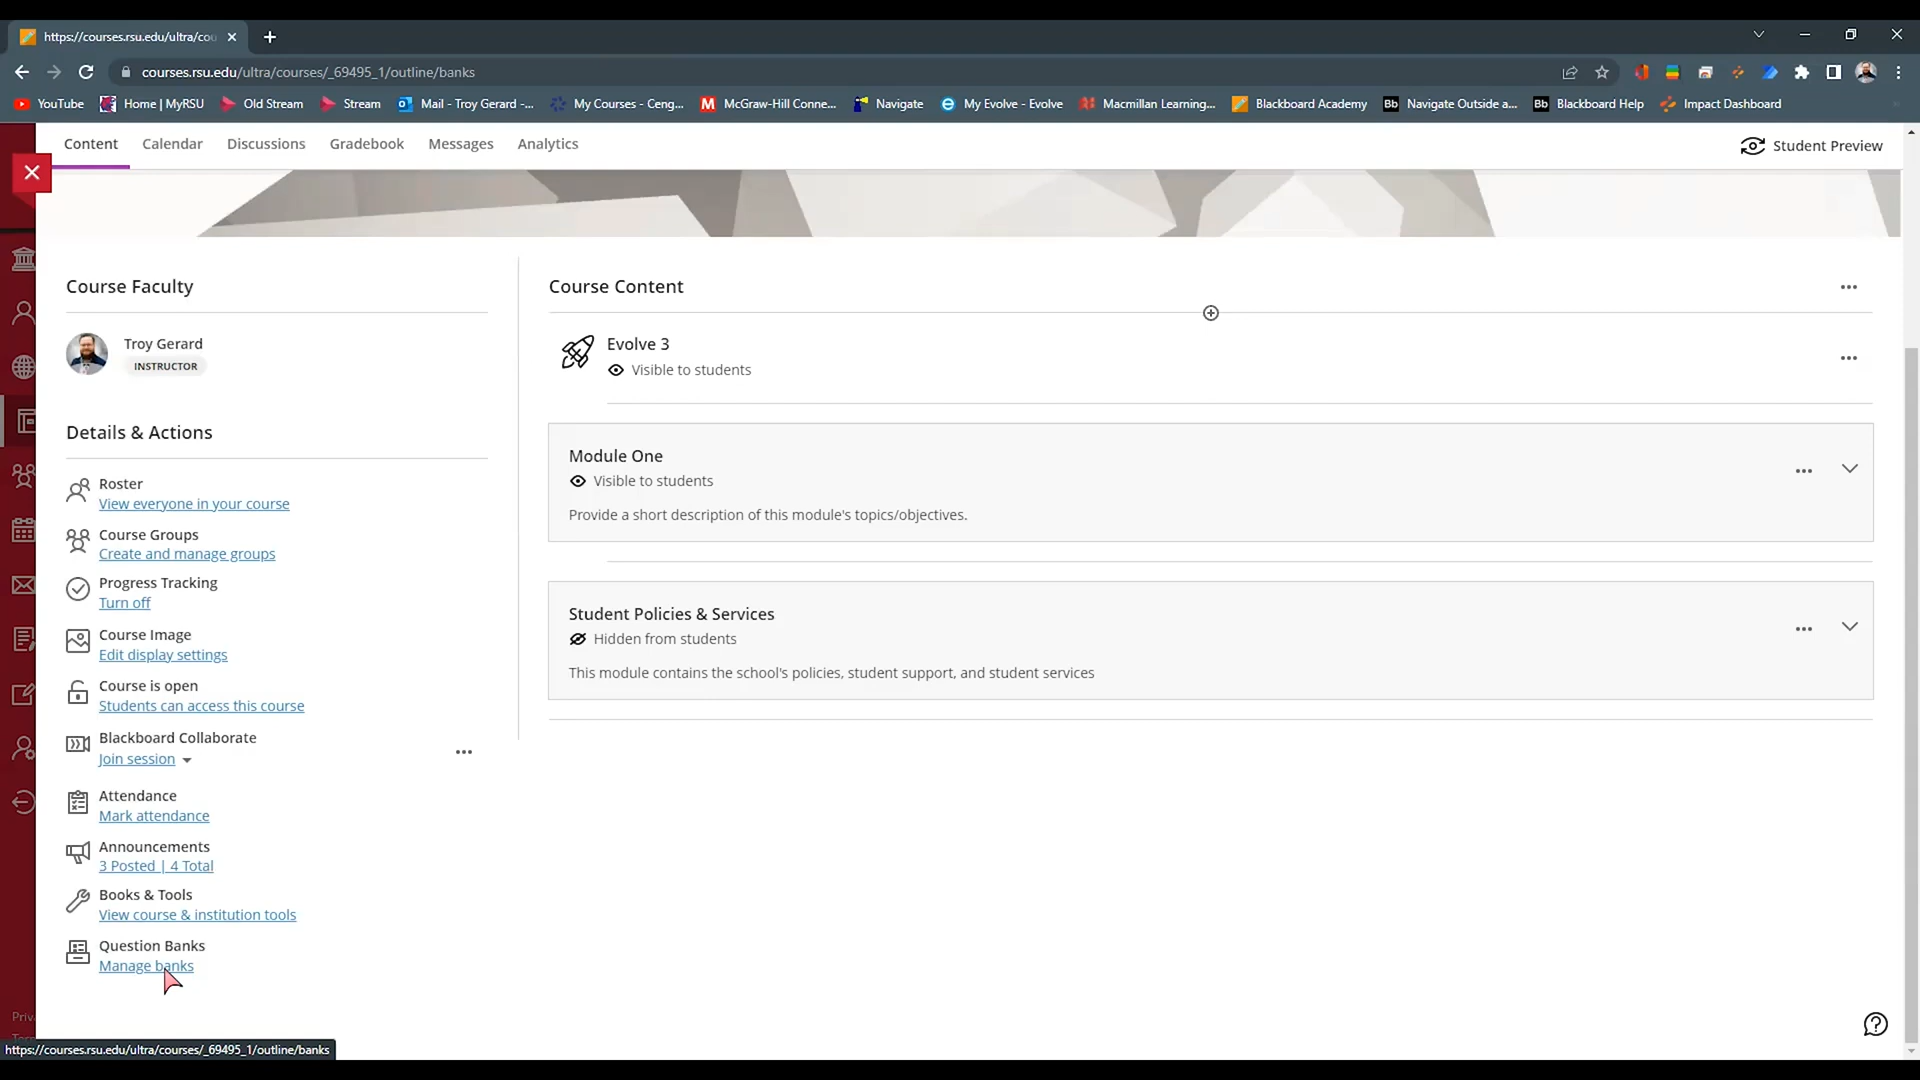 https://courses.rsu.edu/ultra/cou
courses.rsu.edu/ultra/courses/_69495_1/outline/banks
YouTube
Home | MyRSU
Old Stream
Stream
Mail - Troy Gerard -...
My Courses - Ceng...
McGraw-Hill Conne...
Navigate
My Evolve - Evolve
Macmillan Learning...
Blackboard Academy
Bb Navigate Outside a...
Bb Blackboard Help
Impact Dashboard
Content
Calendar
Discussions
Gradebook
Messages
Analytics
Student Preview
Course Faculty
Troy Gerard
INSTRUCTOR
Details & Actions
Roster
View everyone in your course
Course Groups
Create and manage groups
Progress Tracking
Turn off
Course Image
Edit display settings
Course is open
Students can access this course
Blackboard Collaborate
Join session
Attendance
Mark attendance
Announcements
3 Posted | 4 Total
Books & Tools
View course & institution tools
Question Banks
Manage banks
Course Content
Evolve 3
Visible to students
Module One
Visible to students
Provide a short description of this module's topics/objectives.
Student Policies & Services
Hidden from students
This module contains the school's policies, student support, and student services
https://courses.rsu.edu/ultra/courses/_69495_1/outline/banks